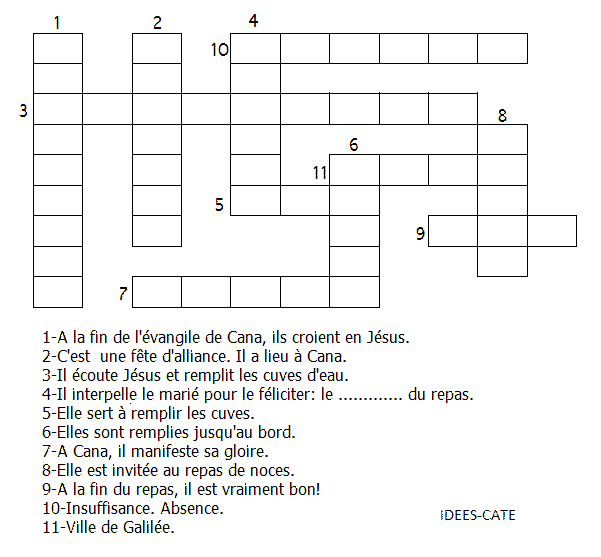 1 2 4
10
3
8
6
11
5
9
7
1-A la fin de l'évangile de Cana, ils croient en Jésus.
2-C'est une fête d'alliance. Il a lieu à Cana.
3-Il écoute Jésus et remplit les cuves d'eau.
4-Il interpelle le marié pour le féliciter: le ............. du repas.
5-Elle sert à remplir les cuves.
6-Elles sont remplies jusqu'au bord.
7-A Cana, il manifeste sa gloire.
8-Elle est invitée au repas de noces.
9-A la fin du repas, il est vraiment bon!
10-Insuffisance. Absence.
11-Ville de Galilée.
IDEES-CATE